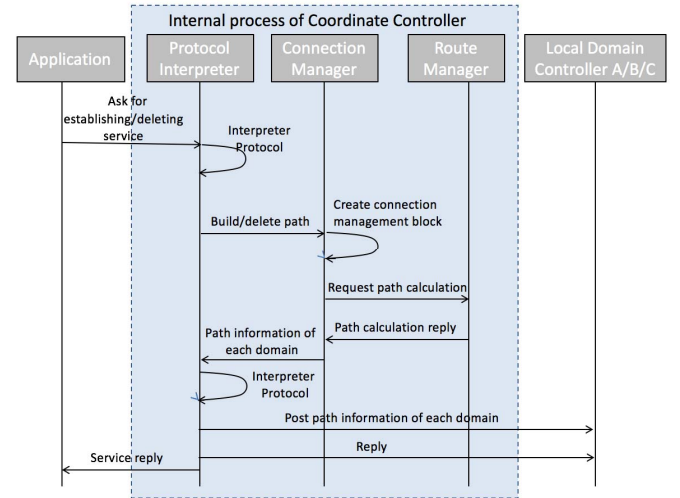 Internal process of Coordinate Controller
Application
Protocol
Interpreter
Connection
Manager
Route
Manager
Local Domain
Controller A/B/C
Ask for
establishing/deleting
service
Interpreter
Protocol
Create connection
management block
Build/delete path
Request path calculation
Path calculation reply
Path information of
each domain
Interpreter
Protocol
Post path information of each domain
Reply
Service reply